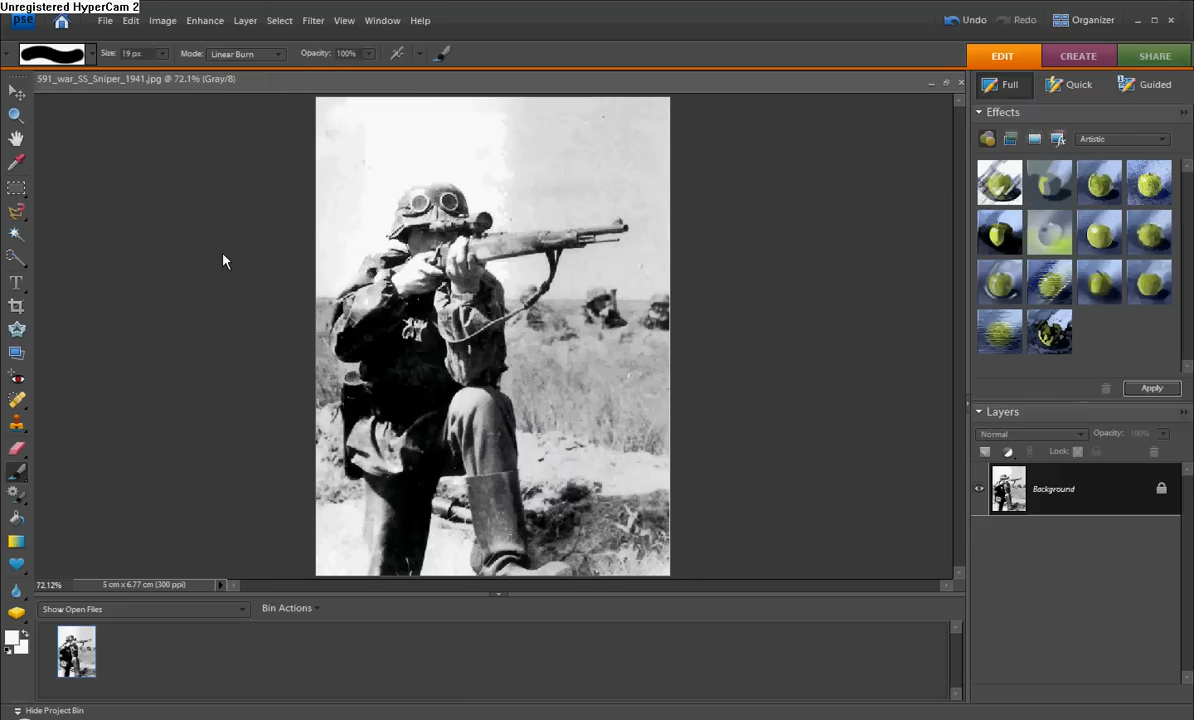 Unregistered HyperCam 2
pse File Edit Image Enhance Layer Select Filter View Window Help Undo Redo Organizer
Size: 19 px Mode: Linear Burn Opacity: 100% EDIT CREATE SHARE
591_war_SS_Sniper_1941.jpg @ 72.1% (Gray/8)
Full Quick Guided
Effects
Artistic
Apply
Layers
Normal Opacity: 100%
Lock:
Background
72.12% 5 cm x 6.77 cm (300 ppi)
Show Open Files Bin Actions
Hide Project Bin